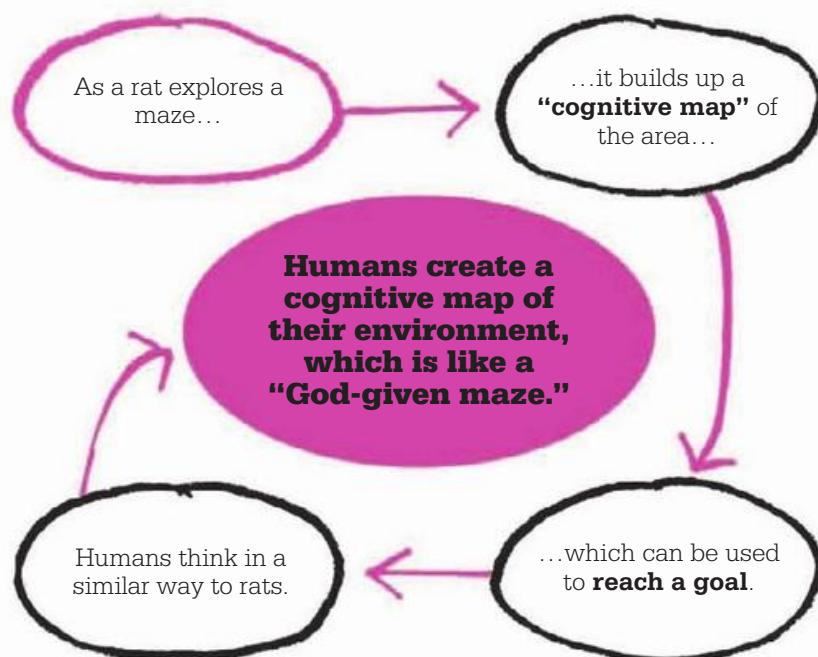 As a rat explores a
maze…
…it builds up a
“cognitive map” of
the area…
Humans create a
cognitive map of
their environment,
which is like a
“God-given maze.”
Humans think in a
similar way to rats.
…which can be used
to reach a goal.